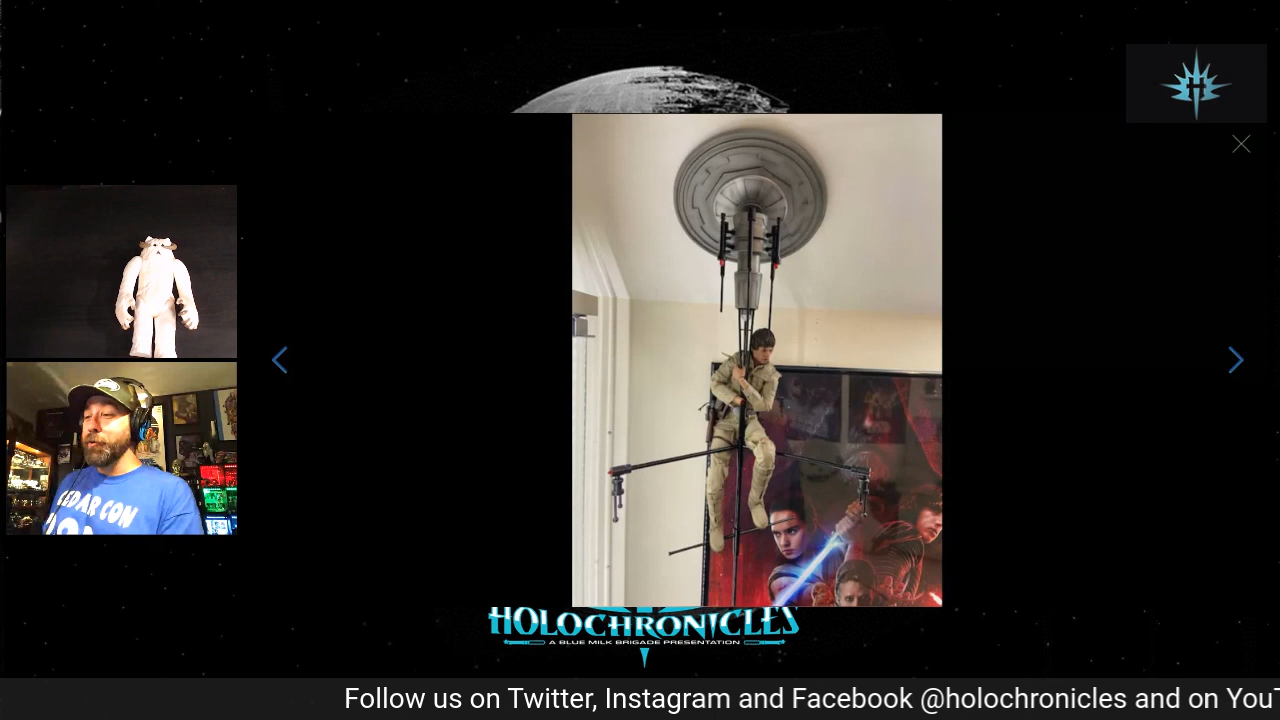 CEDAR CON
HOLOCHRONICLES
A BLUE MILK BRIGADE PRESENTATION
Follow us on Twitter, Instagram and Facebook @holochronicles and on You